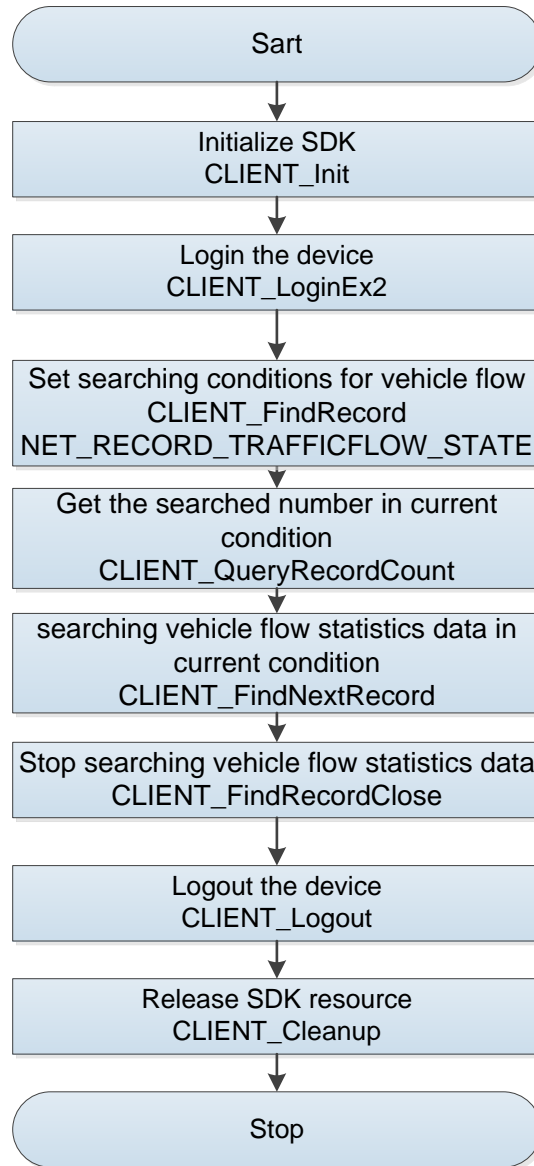 Sart
Initialize SDK
CLIENT_Init
Login the device
CLIENT_LoginEx2
Set searching conditions for vehicle flow
CLIENT_FindRecord
NET_RECORD_TRAFFICFLOW_STATE
Get the searched number in current
condition
CLIENT_QueryRecordCount
searching vehicle flow statistics data in
current condition
CLIENT_FindNextRecord
Stop searching vehicle flow statistics data
CLIENT_FindRecordClose
Logout the device
CLIENT_Logout
Release SDK resource
CLIENT_Cleanup
Stop